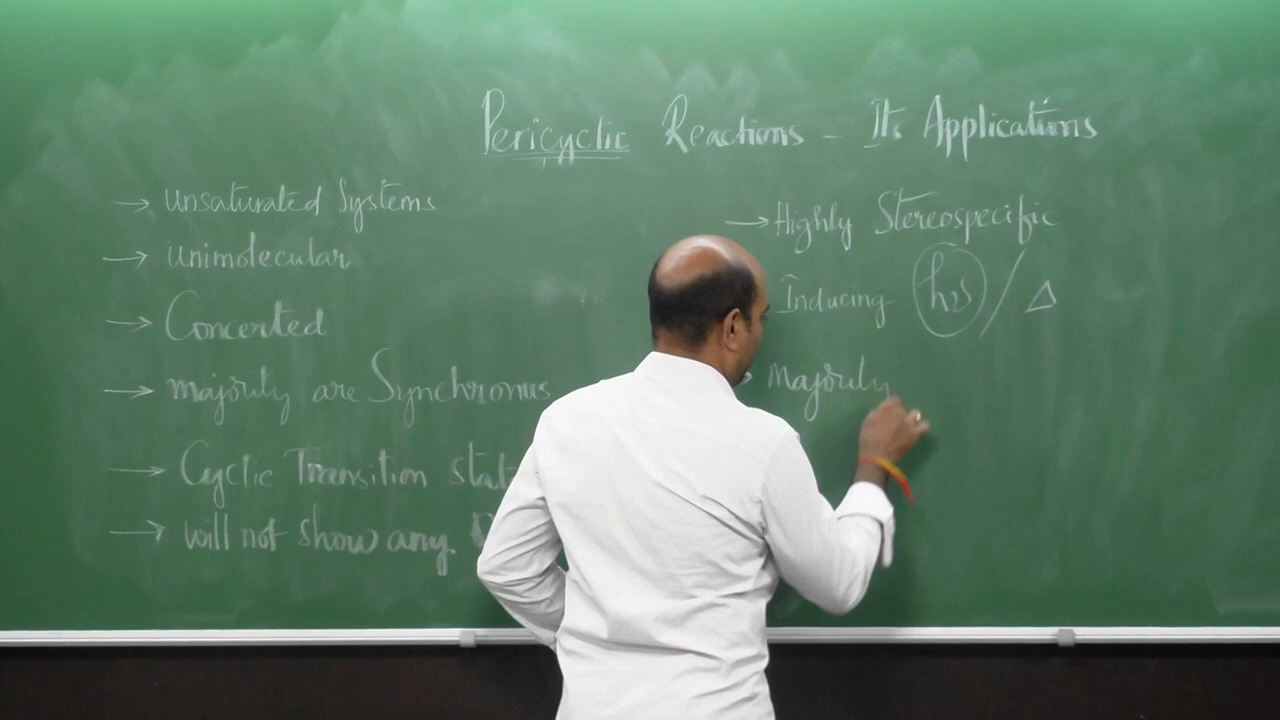 Pericyclic Reactions - Its Applications
→ Unsaturated Systems
→ Unimolecular
→ Concerted
→ majority are Synchronus
→ Cyclic Transition stat
→ will not show any
→ Highly Stereospecific
Inducing hν / Δ
Majority